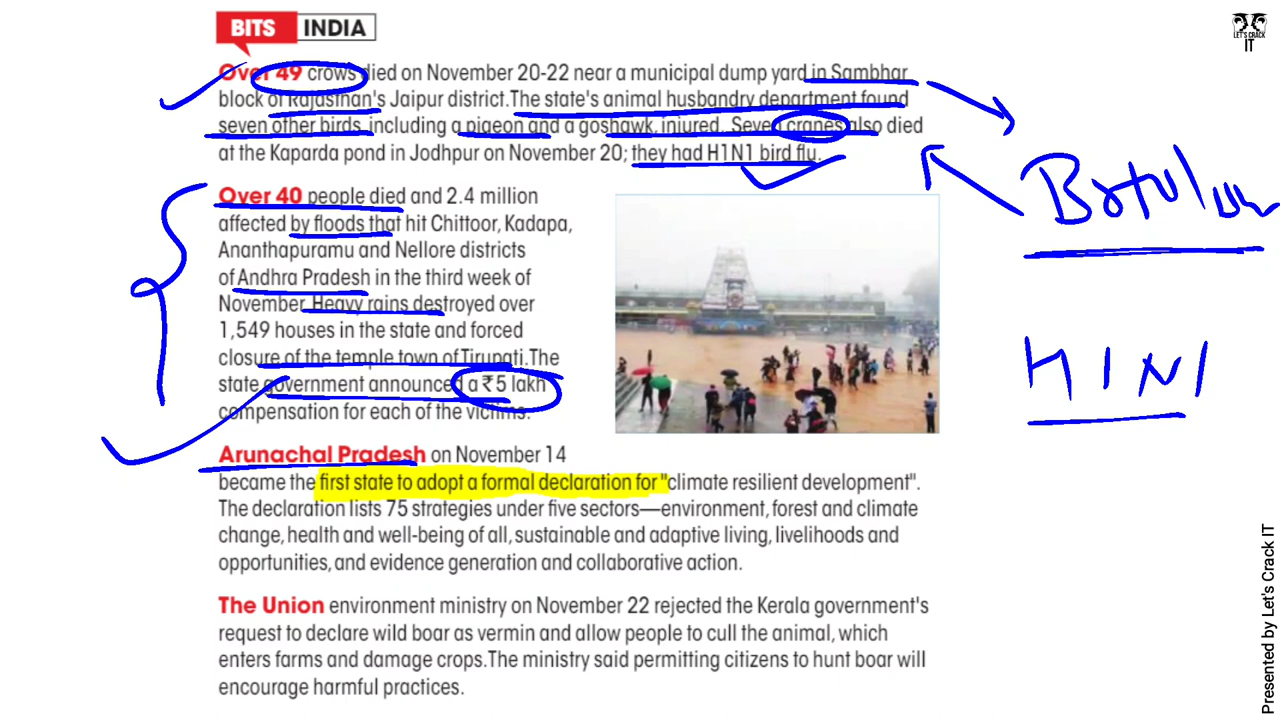 BITS INDIA
LET'S CRACK
IT
Over 49 crows died on November 20-22 near a municipal dump yard in Sambhar
block of Rajasthan's Jaipur district. The state's animal husbandry department found
seven other birds, including a pigeon and a goshawk, injured. Seven cranes also died
at the Kaparda pond in Jodhpur on November 20; they had H1N1 bird flu.
Over 40 people died and 2.4 million
affected by floods that hit Chittoor, Kadapa,
Ananthapuramu and Nellore districts
of Andhra Pradesh in the third week of
November. Heavy rains destroyed over
1,549 houses in the state and forced
closure of the temple town of Tirupati. The
state government announced a ₹5 lakh
compensation for each of the victims.
Arunachal Pradesh on November 14
became the first state to adopt a formal declaration for "climate resilient development".
The declaration lists 75 strategies under five sectors—environment, forest and climate
change, health and well-being of all, sustainable and adaptive living, livelihoods and
opportunities, and evidence generation and collaborative action.
The Union environment ministry on November 22 rejected the Kerala government's
request to declare wild boar as vermin and allow people to cull the animal, which
enters farms and damage crops. The ministry said permitting citizens to hunt boar will
encourage harmful practices.
H1N1
Presented by Let's Crack IT